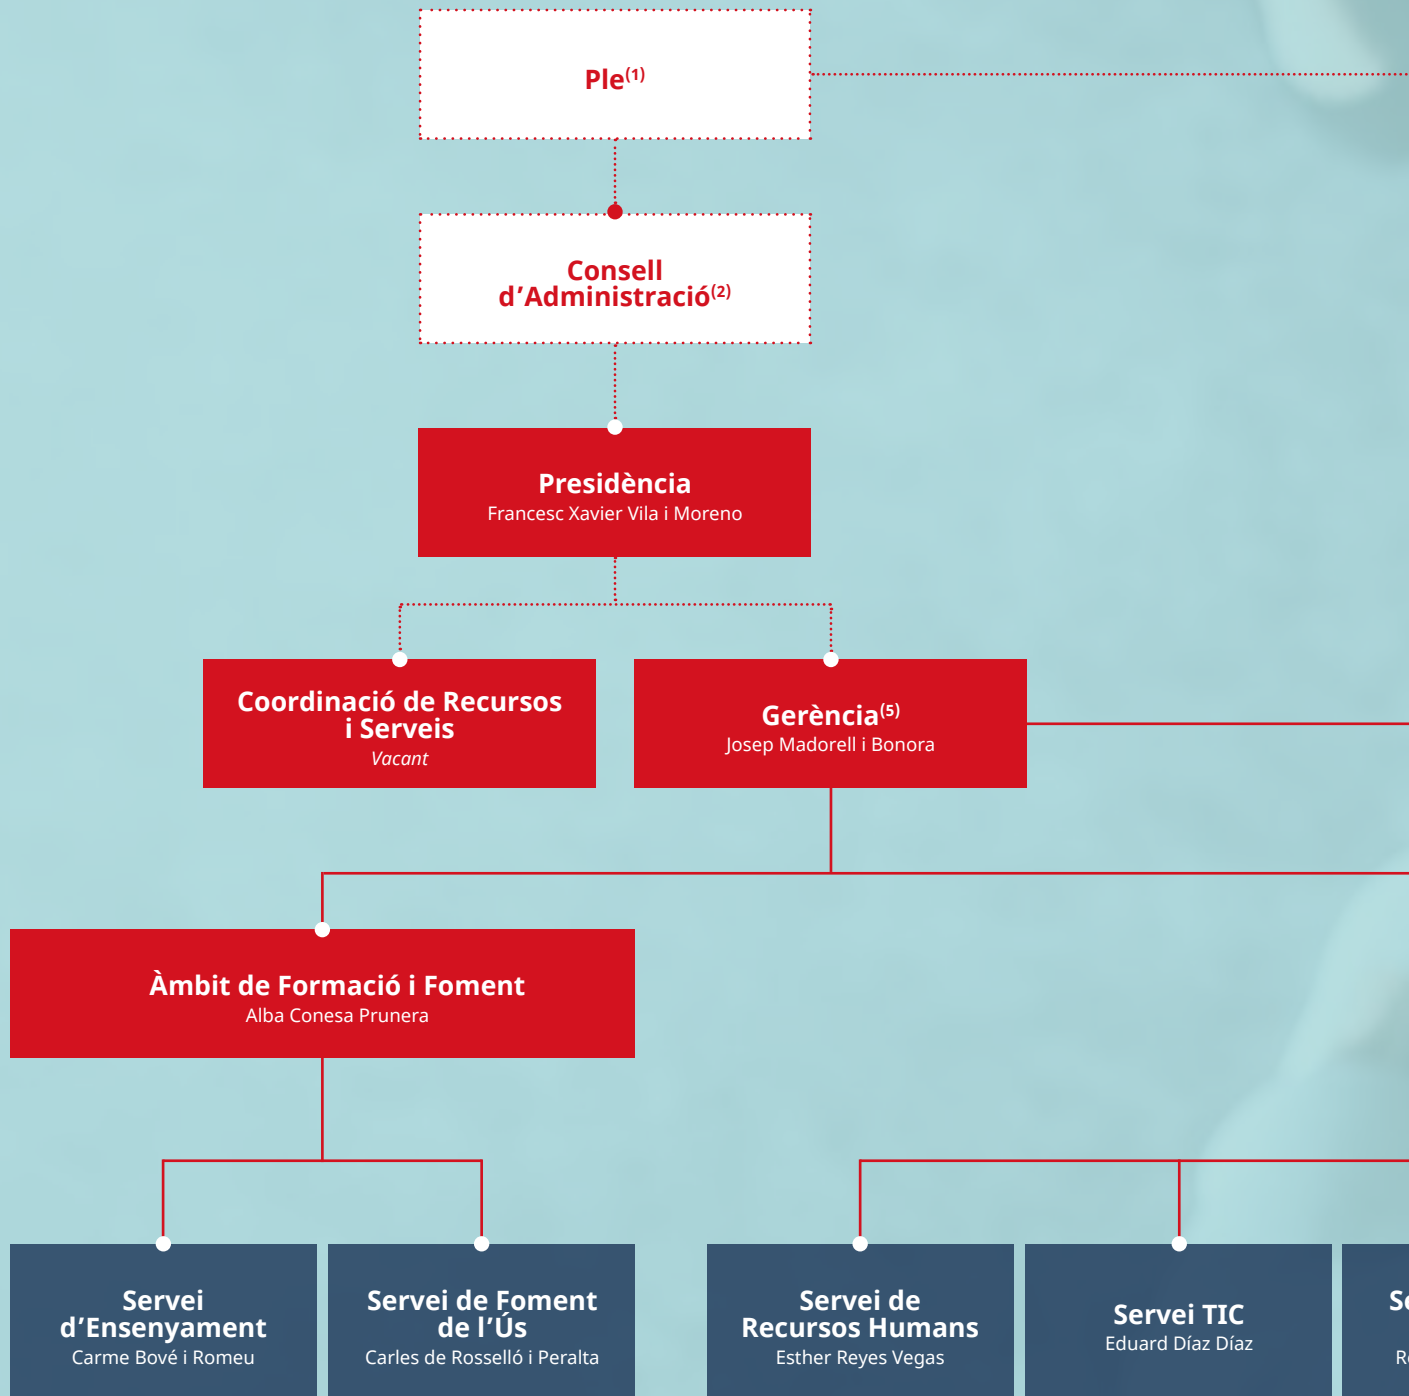 Ple(1)
Consell
d’Administració(2)
Presidència
Francesc Xavier Vila i Moreno
Coordinació de Recursos
i Serveis
Vacant
Gerència(5)
Josep Madorell i Bonora
Àmbit de Formació i Foment
Alba Conesa Prunera
Servei
d’Ensenyament
Carme Bové i Romeu
Servei de Foment
de l’Ús
Carles de Rosselló i Peralta
Servei de
Recursos Humans
Esther Reyes Vegas
Servei TIC
Eduard Díaz Díaz